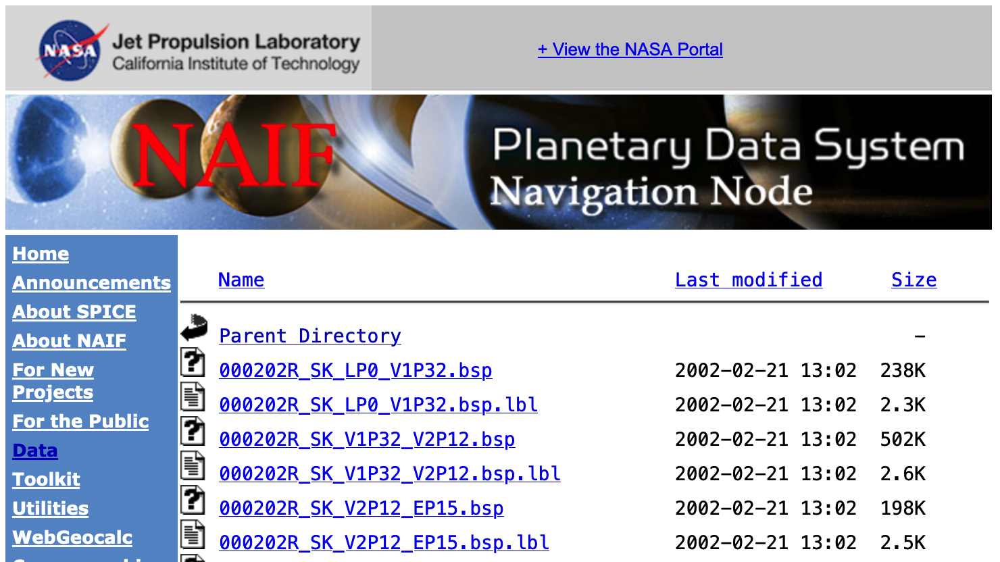 NASA
Jet Propulsion Laboratory
California Institute of Technology
+ View the NASA Portal
NAIF
Planetary Data System
Navigation Node
Home
Announcements
About SPICE
About NAIF
For New
Projects
For the Public
Data
Toolkit
Utilities
WebGeocalc
Name Last modified Size
Parent Directory -
000202R_SK_LP0_V1P32.bsp 2002-02-21 13:02 238K
000202R_SK_LP0_V1P32.bsp.lbl 2002-02-21 13:02 2.3K
000202R_SK_V1P32_V2P12.bsp 2002-02-21 13:02 502K
000202R_SK_V1P32_V2P12.bsp.lbl 2002-02-21 13:02 2.6K
000202R_SK_V2P12_EP15.bsp 2002-02-21 13:02 198K
000202R_SK_V2P12_EP15.bsp.lbl 2002-02-21 13:02 2.5K